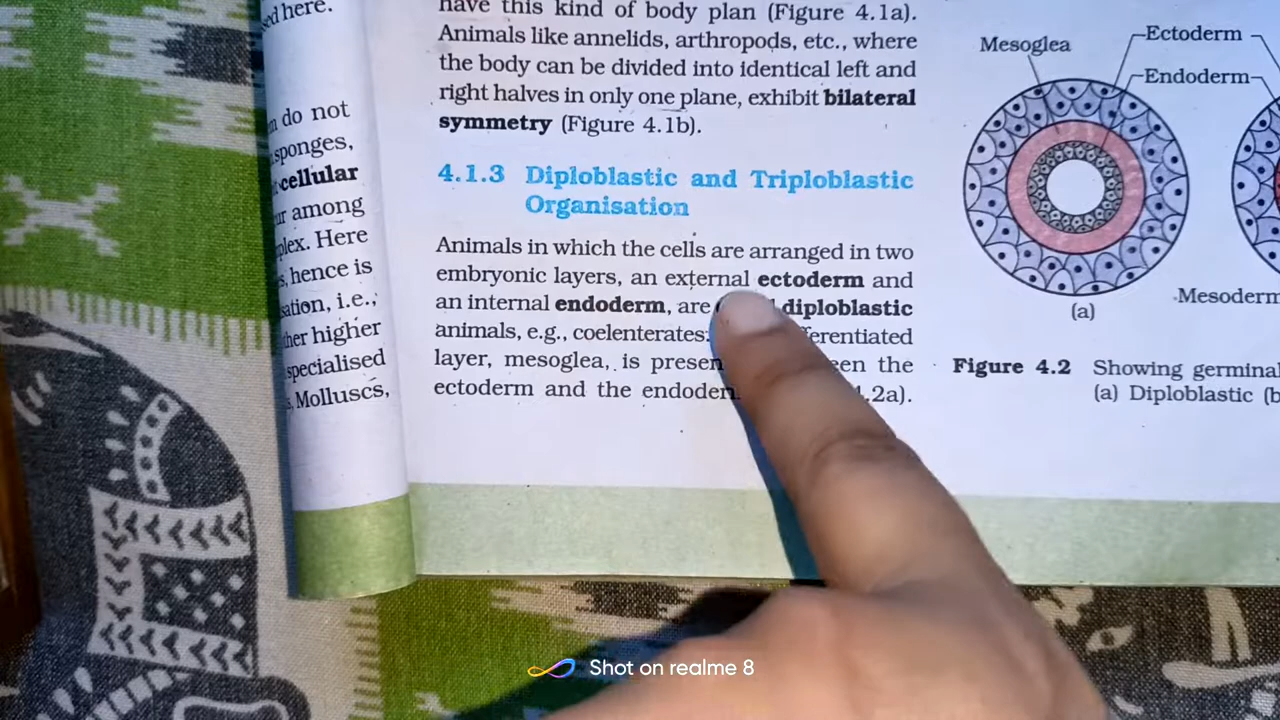 ed here.
do not
sponges,
cellular
ur among
plex. Here
s, hence is
sation, i.e.,
ther higher
specialised
Molluscs,
have this kind of body plan (Figure 4.1a).
Animals like annelids, arthropods, etc., where
the body can be divided into identical left and
right halves in only one plane, exhibit bilateral
symmetry (Figure 4.1b).
4.1.3 Diploblastic and Triploblastic
Organisation
Animals in which the cells are arranged in two
embryonic layers, an external ectoderm and
an internal endoderm, are diploblastic
animals, e.g., coelenterates. erentiated
layer, mesoglea, is presen en the
ectoderm and the endoder .2a).
Mesoglea
Ectoderm
Endoderm
Mesoderm
(a)
Figure 4.2 Showing germinal
(a) Diploblastic (b
Shot on realme 8